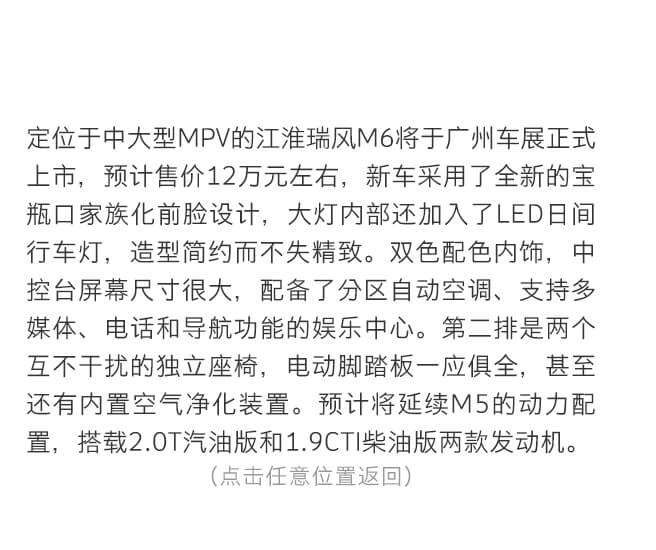 定位于中大型MPV的江淮瑞风M6将于广州车展正式
上市，预计售价12万元左右，新车采用了全新的宝
瓶口家族化前脸设计，大灯内部还加入了LED日间
行车灯，造型简约而不失精致。双色配色内饰，中
控台屏幕尺寸很大，配备了分区自动空调、支持多
媒体、电话和导航功能的娱乐中心。第二排是两个
互不干扰的独立座椅，电动脚踏板一应俱全，甚至
还有内置空气净化装置。预计将延续M5的动力配
置，搭载2.0T汽油版和1.9CTI柴油版两款发动机。
（点击任意位置返回）